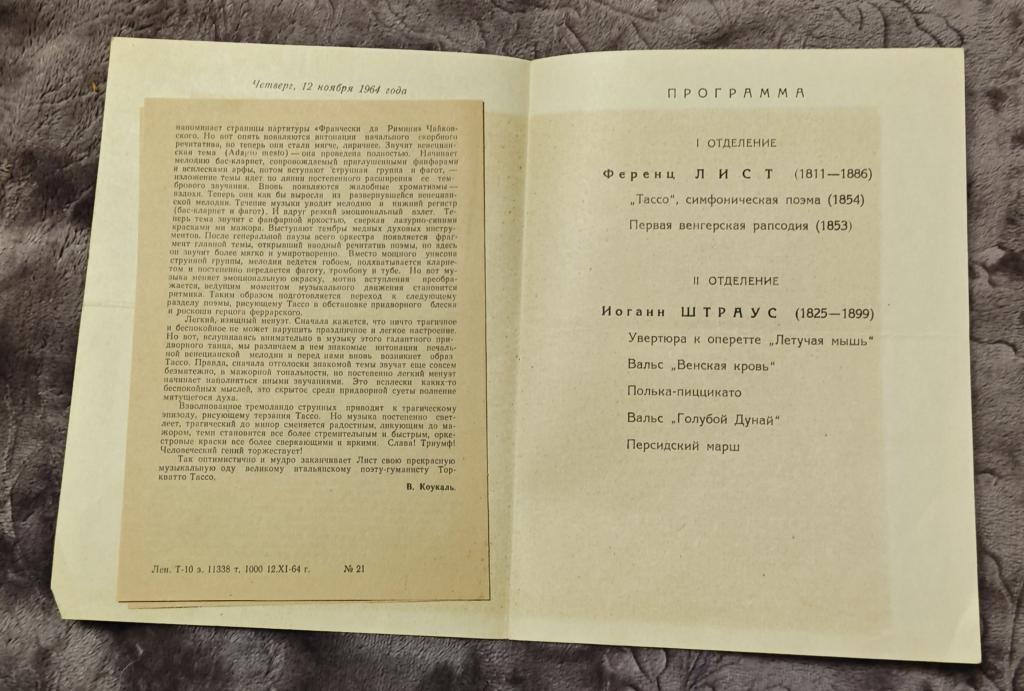 Четверг, 12 ноября 1964 года
напоминает страницы партитуры «Франчески да Римини» Чайков-
ского. Но вот опять появляются интонации начального скорбного
речитатива, но теперь они стали мягче, лиричнее. Звучит венециан-
ская тема (Adagio mesto) — она проведена полностью. Начинает
мелодию бас-кларнет, сопровождаемый приглушенными фанфарами
и всплесками арфы, потом вступают струнная группа и фагот, —
изложение темы идет по линии постепенного расширения ее тем-
брового звучания. Вновь появляются жалобные хроматизмы —
вздохи. Теперь они как бы выросли из развернувшейся венециан-
ской мелодии. Течение музыки уводит мелодию в нижний регистр
(бас-кларнет и фагот). И вдруг резкий эмоциональный взлет. Те-
перь тема звучит с фанфарной яркостью, сверкая лазурно-синими
красками ми мажора. Выступают тембры медных духовых инстру-
ментов. После генеральной паузы всего оркестра появляется фраг-
мент главной темы, открывший вводный речитатив поэмы, но здесь
он звучит более мягко и умиротворенно. Вместо мощного унисона
струнной группы, мелодия ведется гобоем, подхватывается кларне-
том и постепенно передается фаготу, тромбону и тубе. Но вот му-
зыка меняет эмоциональную окраску, мотив вступления преобра-
жается, ведущим моментом музыкального движения становится
ритмика. Таким образом подготовляется переход к следующему
разделу поэмы, рисующему Тассо в обстановке придворного блеска
и роскоши герцога феррарского.
Легкий, изящный менуэт. Сначала кажется, что ничто трагичное
и беспокойное не может нарушить праздничное и легкое настроение.
Но вот, вслушиваясь внимательно в музыку этого галантного при-
дворного танца, мы различаем в нем знакомые интонации печаль-
ной венецианской мелодии и перед нами вновь возникает образ
Тассо. Правда, сначала отголоски знакомой темы звучат еще совсем
безмятежно, в мажорной тональности, но постепенно легкий менуэт
начинает наполняться иными звучаниями. Это всплески каких-то
беспокойных мыслей, это скрытое среди придворной суеты волнение
мятущегося духа.
Взволнованное тремоландо струнных приводит к трагическому
эпизоду, рисующему терзания Тассо. Но музыка постепенно свет-
леет, трагический до минор сменяется радостным, ликующим до ма-
жором, темп становится все более стремительным и быстрым, орке-
стровые краски все более сверкающими и яркими. Слава! Триумф!
Человеческий гений торжествует!
Так оптимистично и мудро заканчивает Лист свою прекрасную
музыкальную оду великому итальянскому поэту-гуманисту Тор-
кватто Тассо.
В. Коукаль.
Лен. Т-10 з. 11338 т. 1000 12.XI-64 г. № 21
ПРОГРАММА
I ОТДЕЛЕНИЕ
Ференц ЛИСТ (1811—1886)
„Тассо“, симфоническая поэма (1854)
Первая венгерская рапсодия (1853)
II ОТДЕЛЕНИЕ
Иоганн ШТРАУС (1825—1899)
Увертюра к оперетте „Летучая мышь“
Вальс „Венская кровь“
Полька-пиццикато
Вальс „Голубой Дунай“
Персидский марш